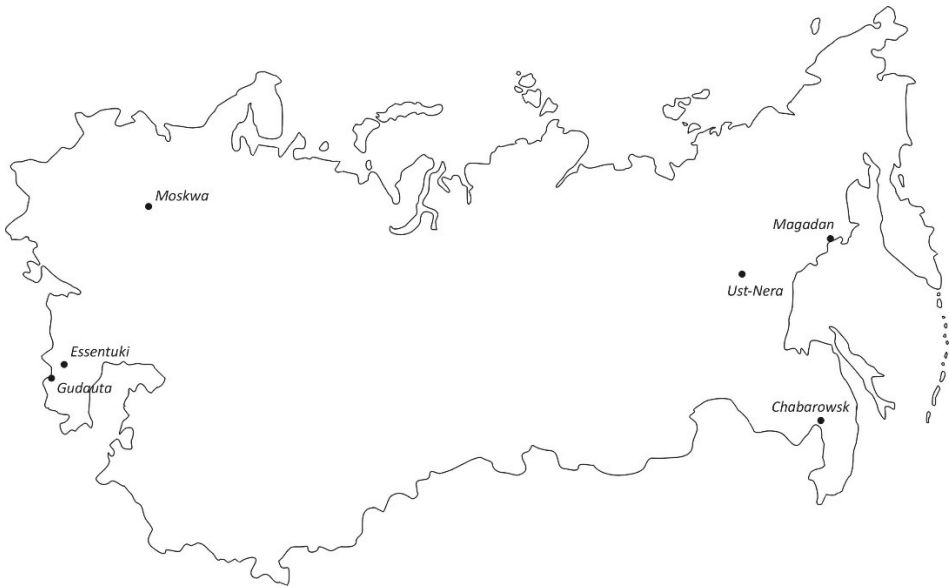 Moskwa
Magadan
Ust-Nera
Essentuki
Gudauta
Chabarowsk